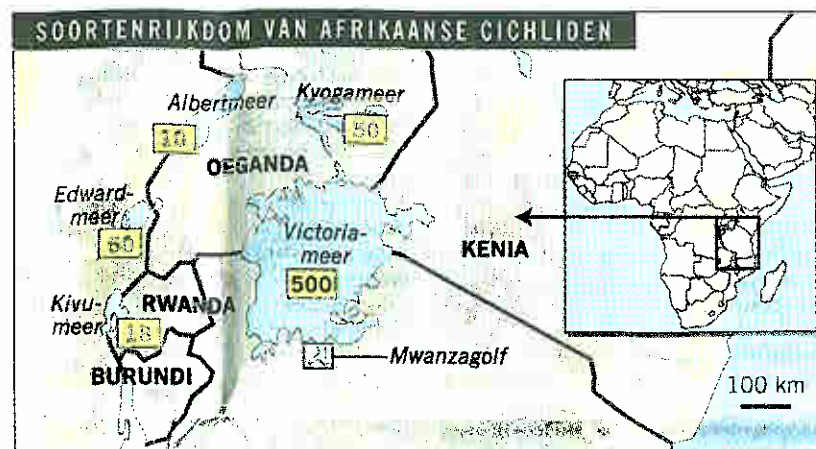 SOORTENRIJKDOM VAN AFRIKAANSE CICHLIDEN
Albertmeer
Kyogameer
10
50
OEGANDA
Edward-
meer
60
Victoria-
meer
500
KENIA
Kivu-
meer
RWANDA
BURUNDI
Mwanzagolf
100 km